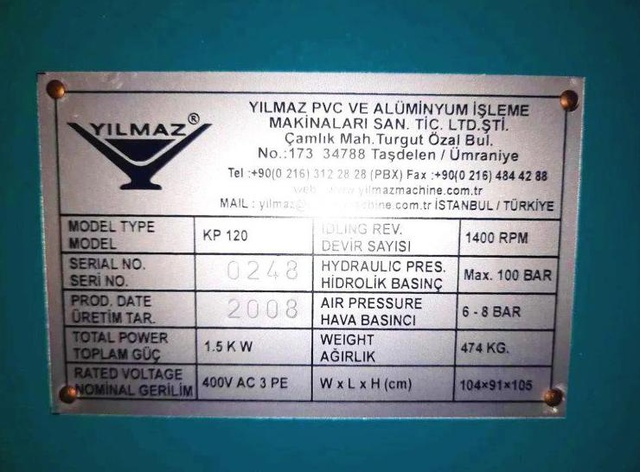 YILMAZ®
YILMAZ PVC VE ALÜMİNYUM İŞLEME
MAKİNALARI SAN. TİC. LTD.ŞTİ.
Çamlık Mah.Turgut Özal Bul.
No.:173 34788 Taşdelen / Ümraniye
Tel :+90(0 216) 312 28 28 (PBX) Fax :+90(0 216) 484 42 88
www.yilmazmachine.com.tr
MAIL : İSTANBUL / TÜRKİYE
MODEL TYPE
MODEL
KP 120
IDLING REV.
DEVİR SAYISI
1400 RPM
SERIAL NO.
SERİ NO.
0248
HYDRAULIC PRES.
HİDROLİK BASINÇ
Max. 100 BAR
PROD. DATE
ÜRETİM TAR.
2008
AIR PRESSURE
HAVA BASINCI
6 - 8 BAR
TOTAL POWER
TOPLAM GÜÇ
1.5 K W
WEIGHT
AĞIRLIK
474 KG.
RATED VOLTAGE
NOMİNAL GERİLİM
400V AC 3 PE
W x L x H (cm)
104×91×105